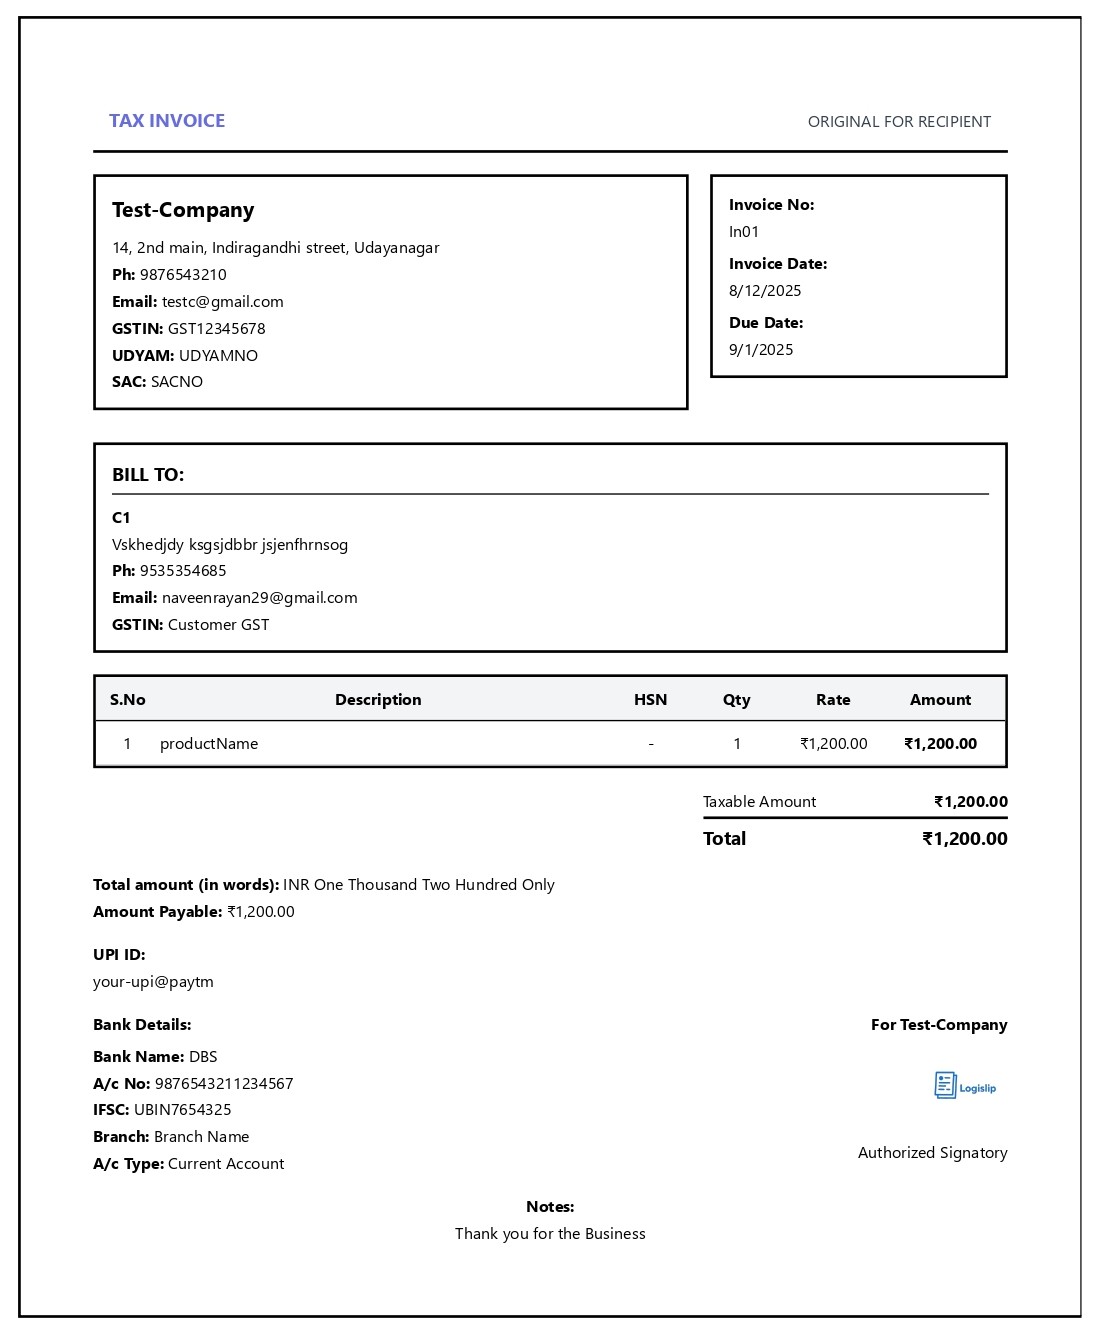 TAX INVOICE
ORIGINAL FOR RECIPIENT
Test-Company
14, 2nd main, Indiragandhi street, Udayanagar
Ph: 9876543210
Email: testc@gmail.com
GSTIN: GST12345678
UDYAM: UDYAMNO
SAC: SACNO
Invoice No:
In01
Invoice Date:
8/12/2025
Due Date:
9/1/2025
BILL TO:
C1
Vskhedjdy ksgsjdbbr jsjenfhrnsog
Ph: 9535354685
Email: naveenrayan29@gmail.com
GSTIN: Customer GST
S.No Description HSN Qty Rate Amount
1 productName - 1 ₹1,200.00 ₹1,200.00
Taxable Amount ₹1,200.00
Total ₹1,200.00
Total amount (in words): INR One Thousand Two Hundred Only
Amount Payable: ₹1,200.00
UPI ID:
your-upi@paytm
Bank Details:
Bank Name: DBS
A/c No: 9876543211234567
IFSC: UBIN7654325
Branch: Branch Name
A/c Type: Current Account
For Test-Company
Logislip
Authorized Signatory
Notes:
Thank you for the Business